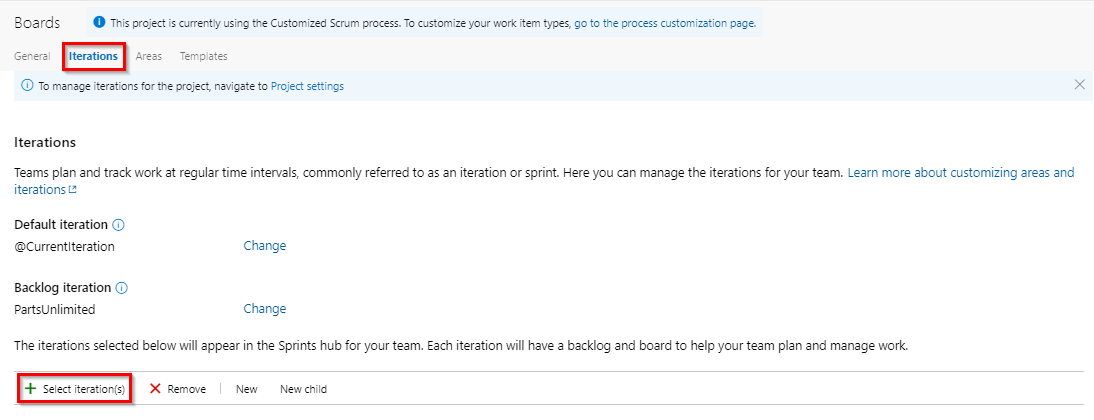 Boards
This project is currently using the Customized Scrum process. To customize your work item types, go to the process customization page.
General Iterations Areas Templates
To manage iterations for the project, navigate to Project settings
Iterations
Teams plan and track work at regular time intervals, commonly referred to as an iteration or sprint. Here you can manage the iterations for your team. Learn more about customizing areas and
iterations
Default iteration
@CurrentIteration Change
Backlog iteration
PartsUnlimited Change
The iterations selected below will appear in the Sprints hub for your team. Each iteration will have a backlog and board to help your team plan and manage work.
Select iteration(s) Remove New New child